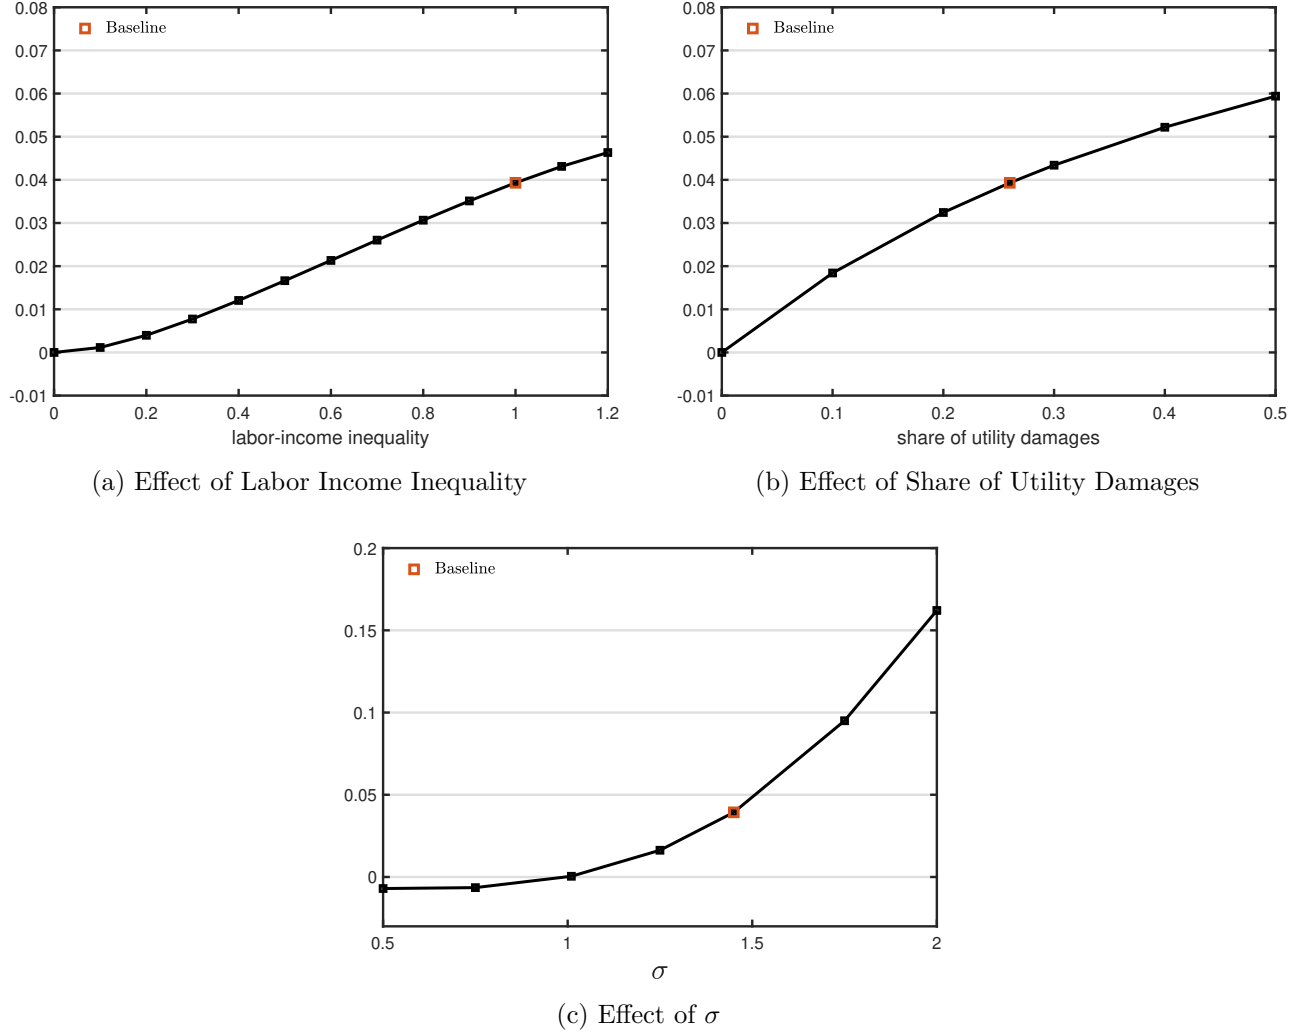 0.08
0.07
0.06
0.05
0.04
0.03
0.02
0.01
0
-0.01
Baseline
0 0.2 0.4 0.6 0.8 1 1.2
labor-income inequality
(a) Effect of Labor Income Inequality
0.08
0.07
0.06
0.05
0.04
0.03
0.02
0.01
0
-0.01
Baseline
0 0.1 0.2 0.3 0.4 0.5
share of utility damages
(b) Effect of Share of Utility Damages
0.2
0.15
0.1
0.05
0
Baseline
0.5 1 1.5 2
σ
(c) Effect of σ